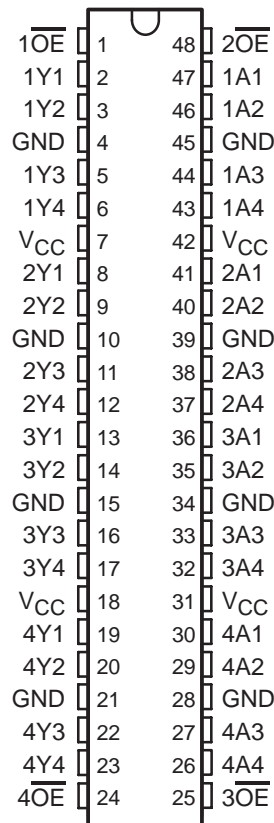 1O̅E̅ 1 48 2O̅E̅
1Y1 2 47 1A1
1Y2 3 46 1A2
GND 4 45 GND
1Y3 5 44 1A3
1Y4 6 43 1A4
VCC 7 42 VCC
2Y1 8 41 2A1
2Y2 9 40 2A2
GND 10 39 GND
2Y3 11 38 2A3
2Y4 12 37 2A4
3Y1 13 36 3A1
3Y2 14 35 3A2
GND 15 34 GND
3Y3 16 33 3A3
3Y4 17 32 3A4
VCC 18 31 VCC
4Y1 19 30 4A1
4Y2 20 29 4A2
GND 21 28 GND
4Y3 22 27 4A3
4Y4 23 26 4A4
4O̅E̅ 24 25 3O̅E̅